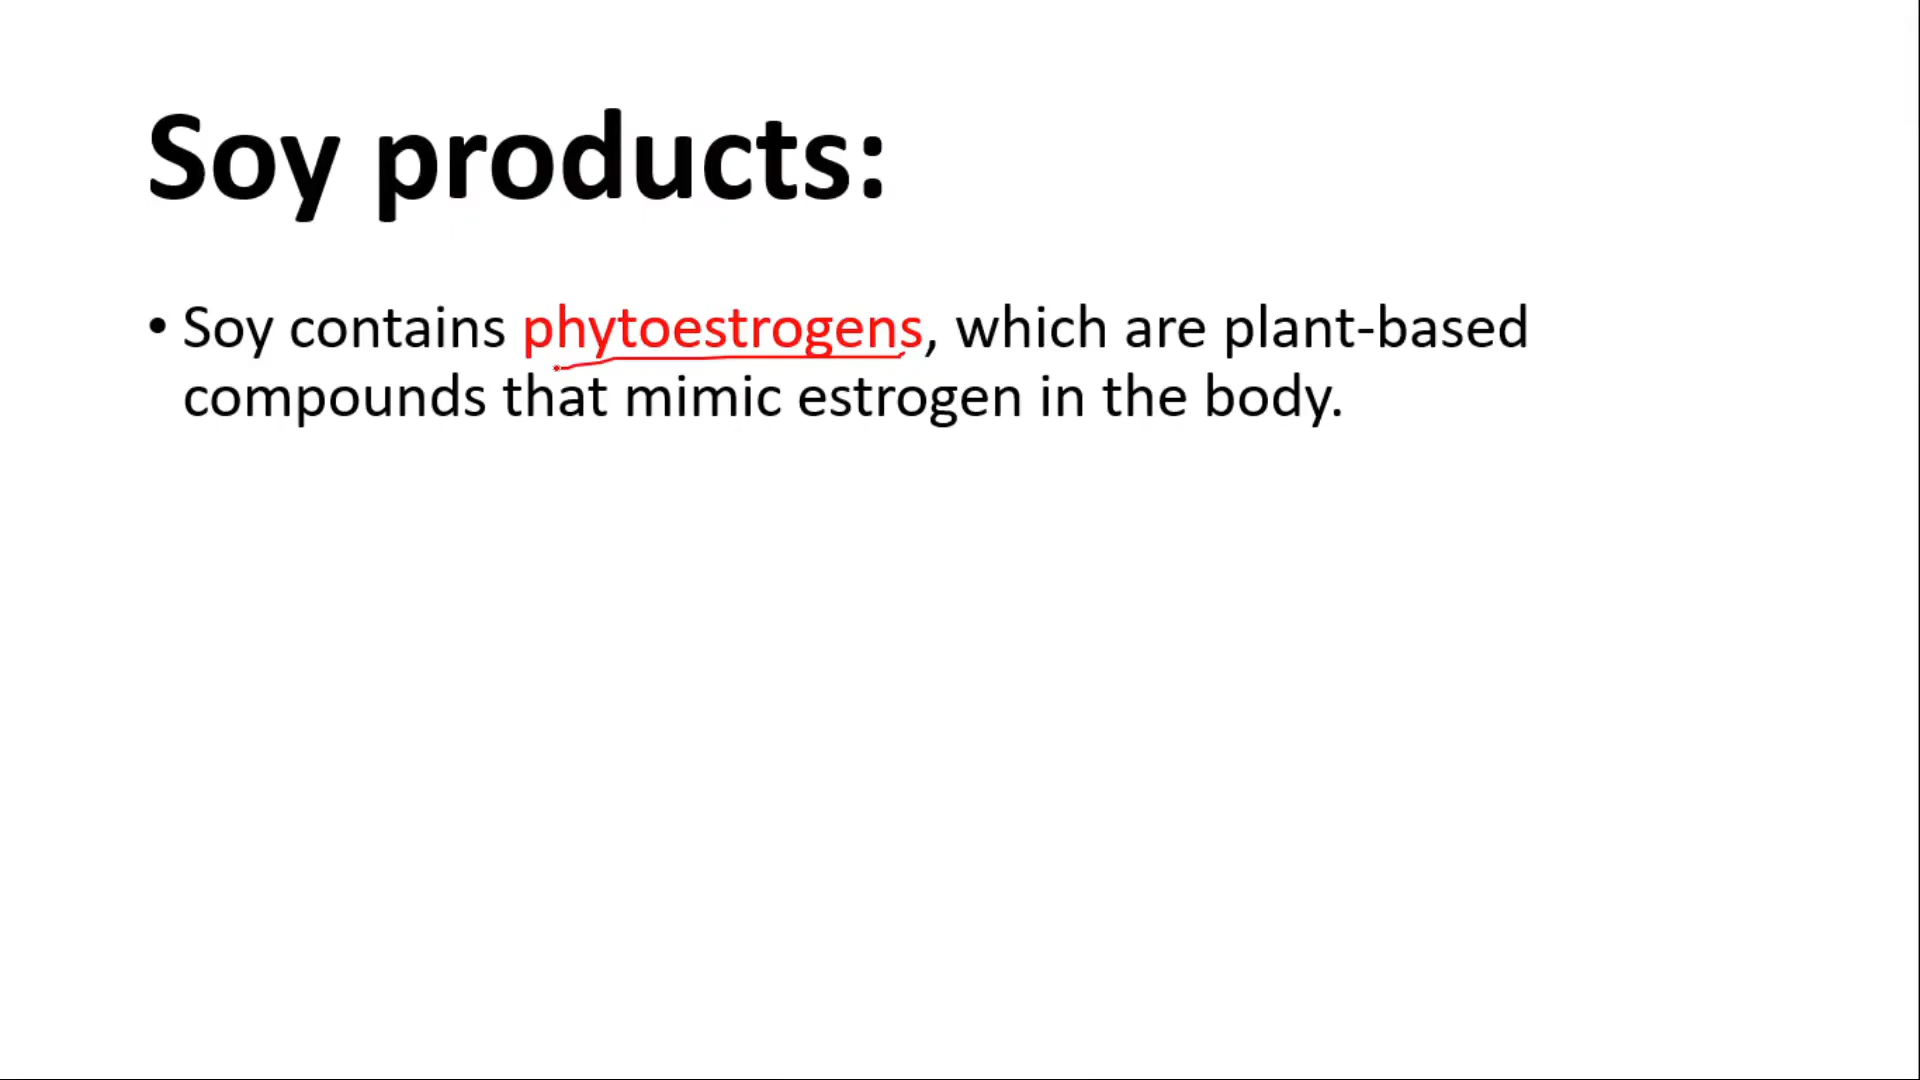 Soy products:
• Soy contains phytoestrogens, which are plant-based
compounds that mimic estrogen in the body.